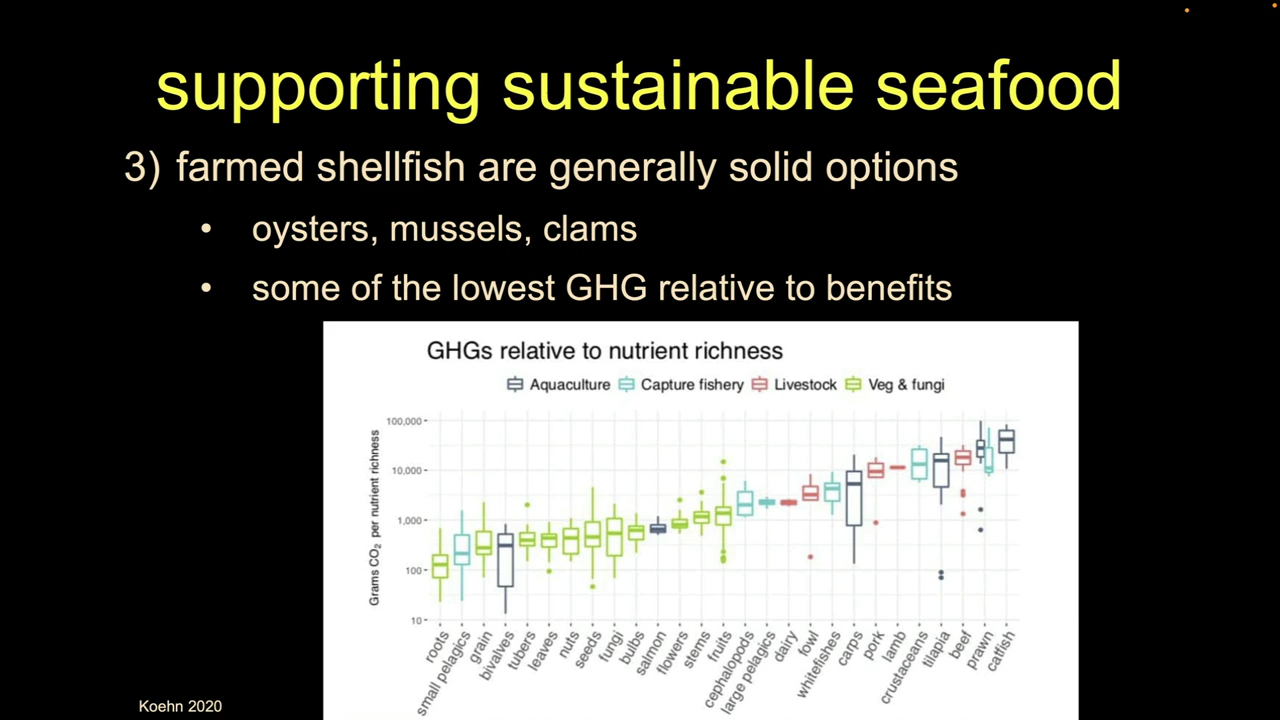 supporting sustainable seafood
3) farmed shellfish are generally solid options
• oysters, mussels, clams
• some of the lowest GHG relative to benefits
GHGs relative to nutrient richness
Aquaculture Capture fishery Livestock Veg & fungi
Grams CO₂ per nutrient richness
100,000
10,000
1,000
100
10
roots
small pelagics
grain
bivalves
tubers
leaves
nuts
seeds
fungi
bulbs
salmon
flowers
stems
fruits
cephalopods
large pelagics
dairy
fowl
whitefishes
carps
pork
lamb
crustaceans
tilapia
beef
prawn
catfish
Koehn 2020